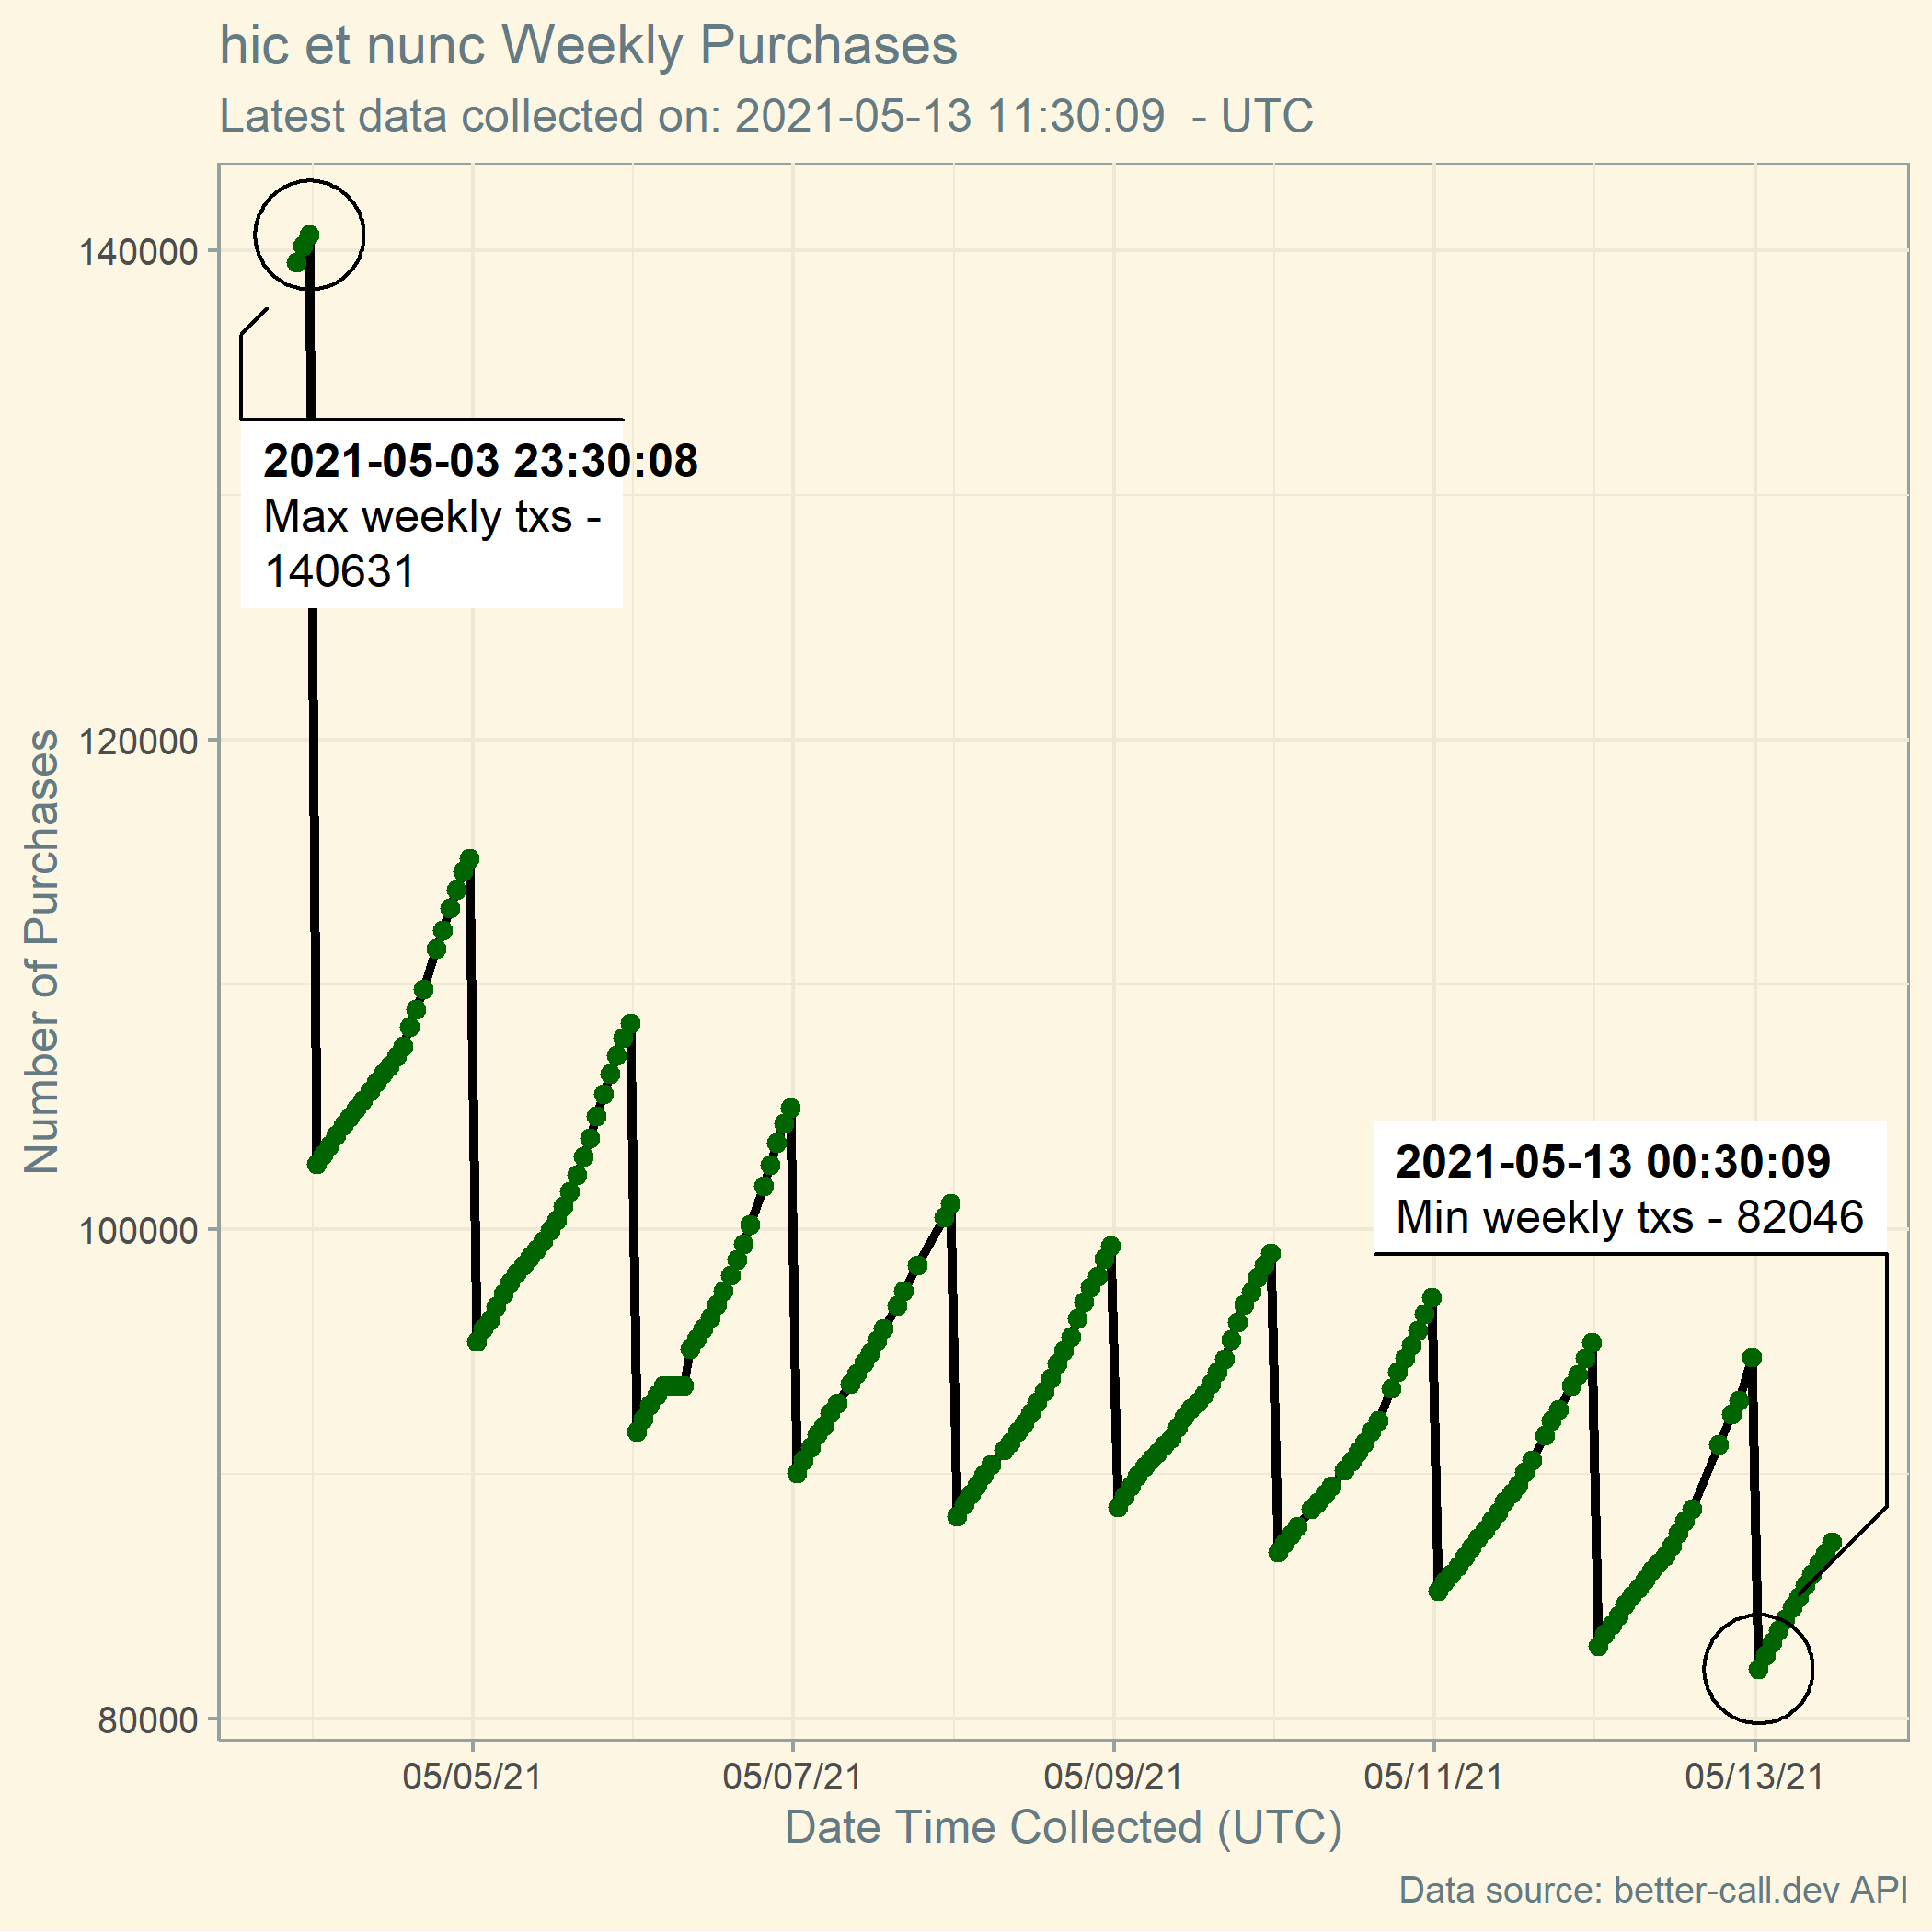 hic et nunc Weekly Purchases
Latest data collected on: 2021-05-13 11:30:09  - UTC
140000
120000
100000
80000
Number of Purchases
2021-05-03 23:30:08
Max weekly txs -
140631
2021-05-13 00:30:09
Min weekly txs - 82046
05/05/21
05/07/21
05/09/21
05/11/21
05/13/21
Date Time Collected (UTC)
Data source: better-call.dev API